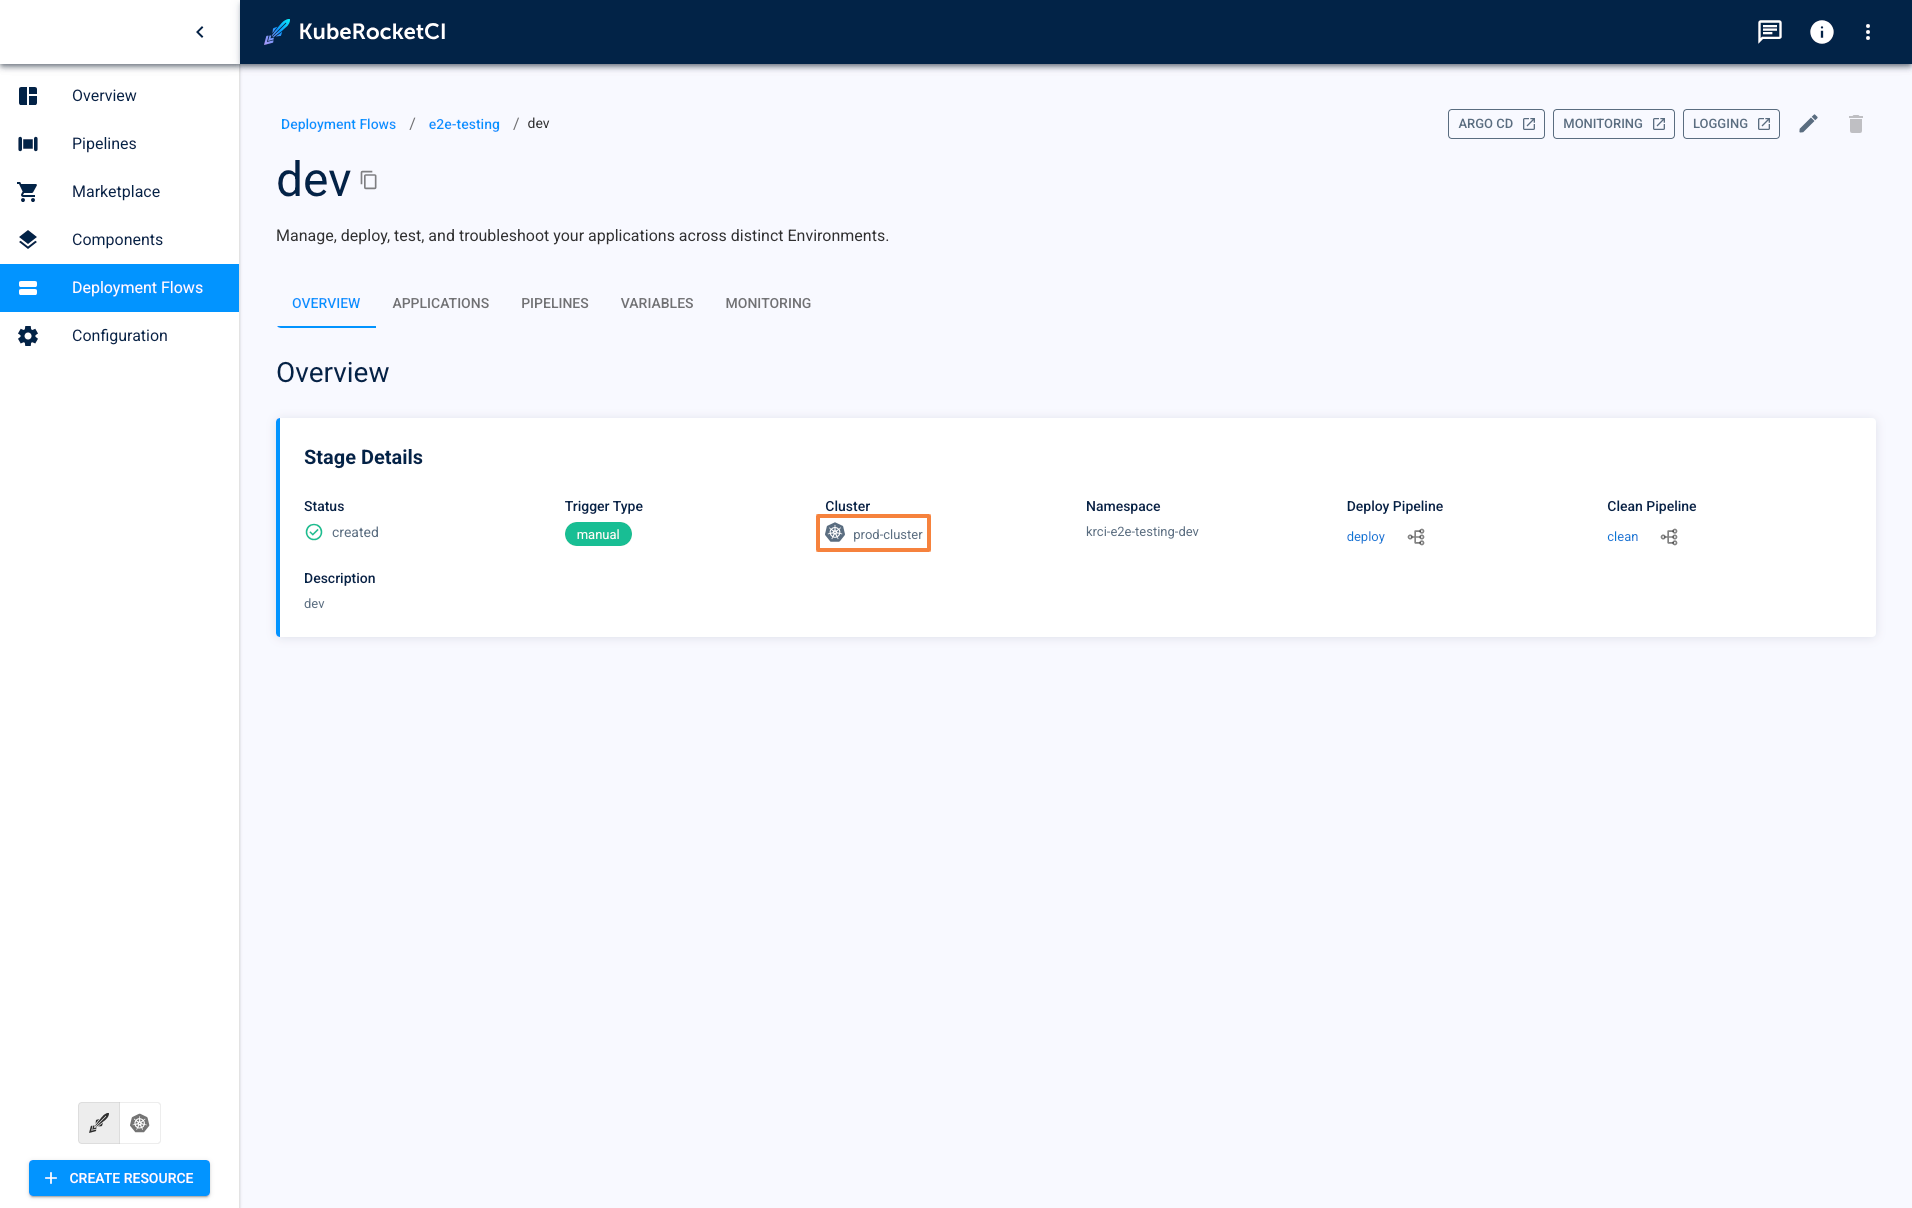 KubeRocketCI
Overview
Pipelines
Marketplace
Components
Deployment Flows
Configuration
CREATE RESOURCE
Deployment Flows / e2e-testing / dev
ARGO CD MONITORING LOGGING
dev
Manage, deploy, test, and troubleshoot your applications across distinct Environments.
OVERVIEW APPLICATIONS PIPELINES VARIABLES MONITORING
Overview
Stage Details
Status Trigger Type Cluster Namespace Deploy Pipeline Clean Pipeline
created manual prod-cluster krci-e2e-testing-dev deploy clean
Description
dev